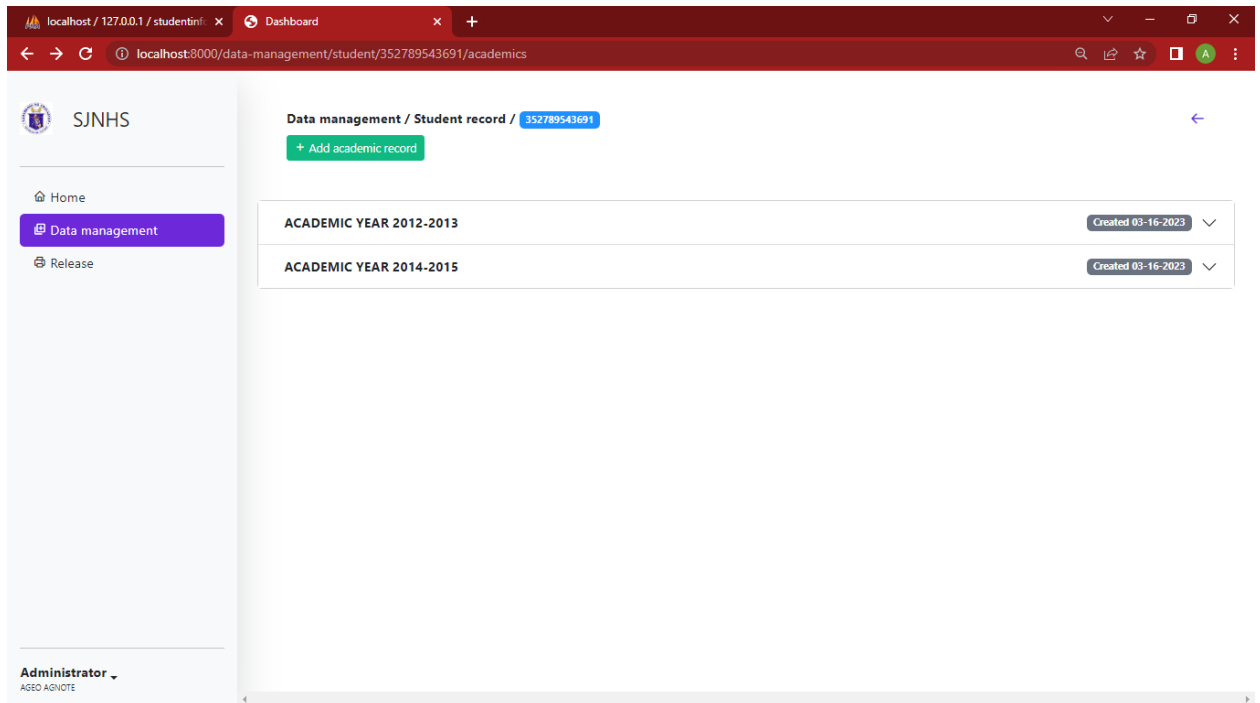 localhost / 127.0.0.1 / studentinfo
Dashboard
localhost:8000/data-management/student/352789543691/academics
A
SJNHS
Home
Data management
Release
Administrator
AGEO AGNOTE
Data management / Student record / 352789543691
+ Add academic record
ACADEMIC YEAR 2012-2013 Created 03-16-2023
ACADEMIC YEAR 2014-2015 Created 03-16-2023